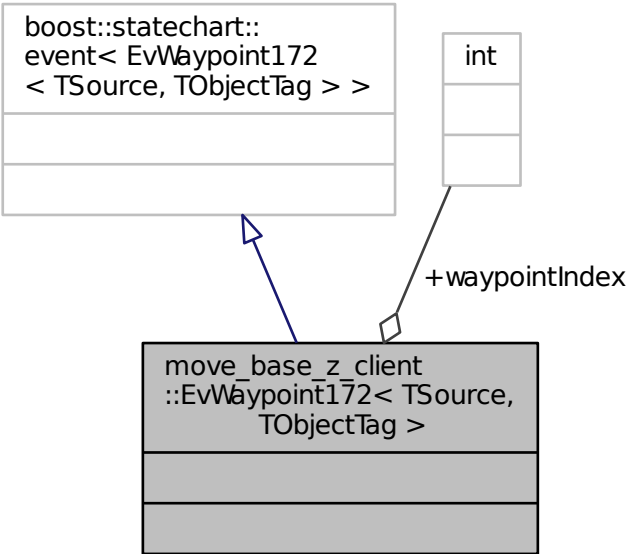 boost::statechart::
event< EvWaypoint172
< TSource, TObjectTag > >
int
+waypointIndex
move_base_z_client
::EvWaypoint172< TSource,
TObjectTag >